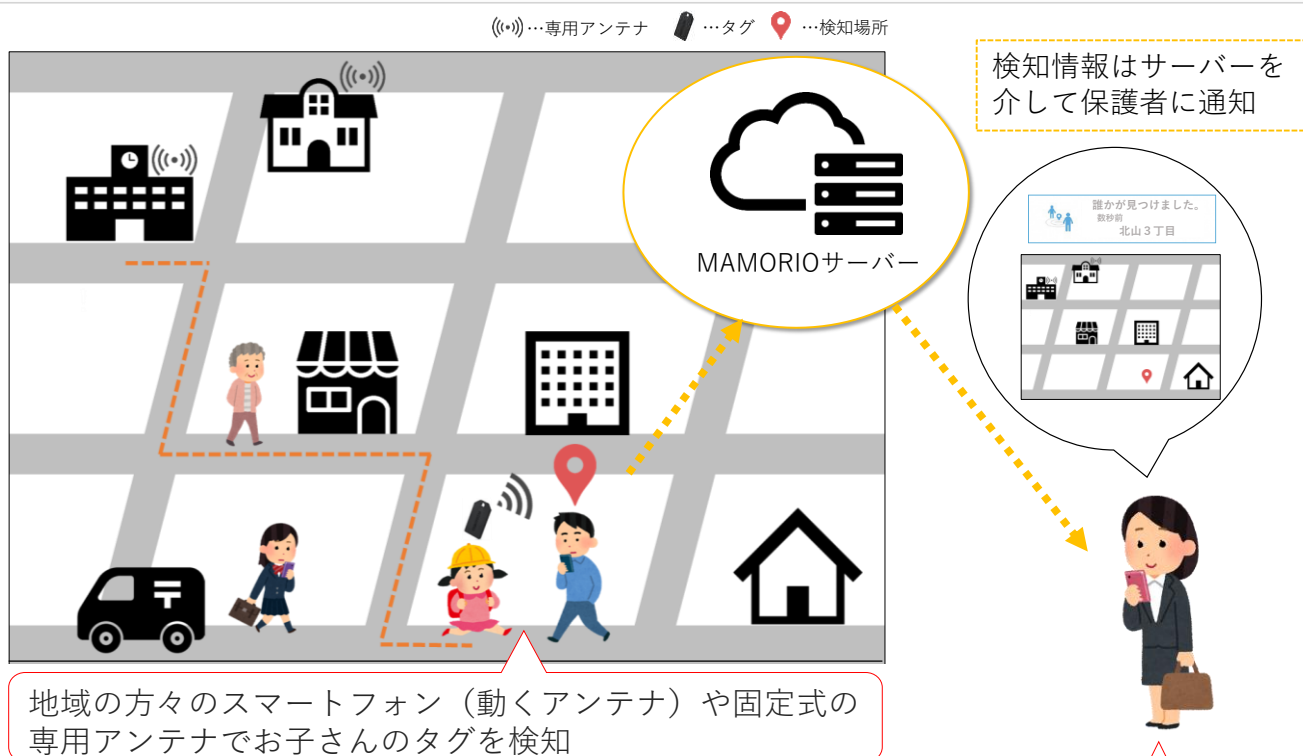 …専用アンテナ …タグ …検知場所
検知情報はサーバーを
介して保護者に通知
MAMORIOサーバー
誰かが見つけました。
数秒前
北山３丁目
〒
地域の方々のスマートフォン（動くアンテナ）や固定式の
専用アンテナでお子さんのタグを検知